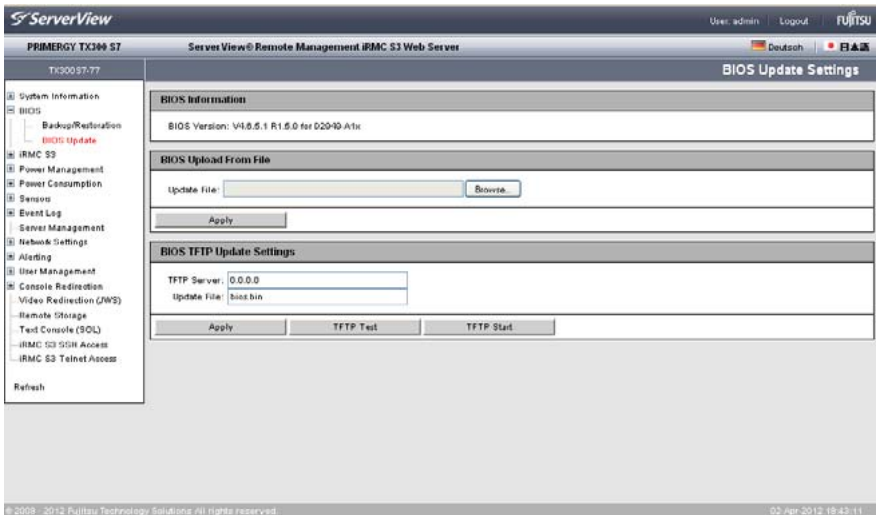 ServerView
User: admin Logout FUJITSU
PRIMERGY TX300 S7 ServerView® Remote Management iRMC S3 Web Server Deutsch 日本語
TX300S7-77 BIOS Update Settings
System Information
BIOS
Backup/Restoration
BIOS Update
iRMC S3
Power Management
Power Consumption
Sensors
Event Log
Server Management
Network Settings
Alerting
User Management
Console Redirection
Video Redirection (JWS)
Remote Storage
Text Console (SOL)
iRMC S3 SSH Access
iRMC S3 Telnet Access
Refresh
BIOS Information
BIOS Version: V4.6.5.1 R1.6.0 for D2949-A1x
BIOS Upload From File
Update File: Browse...
Apply
BIOS TFTP Update Settings
TFTP Server: 0.0.0.0
Update File: bios.bin
Apply TFTP Test TFTP Start
© 2009 - 2012 Fujitsu Technology Solutions All rights reserved. 02 Apr 2012 18:43:11